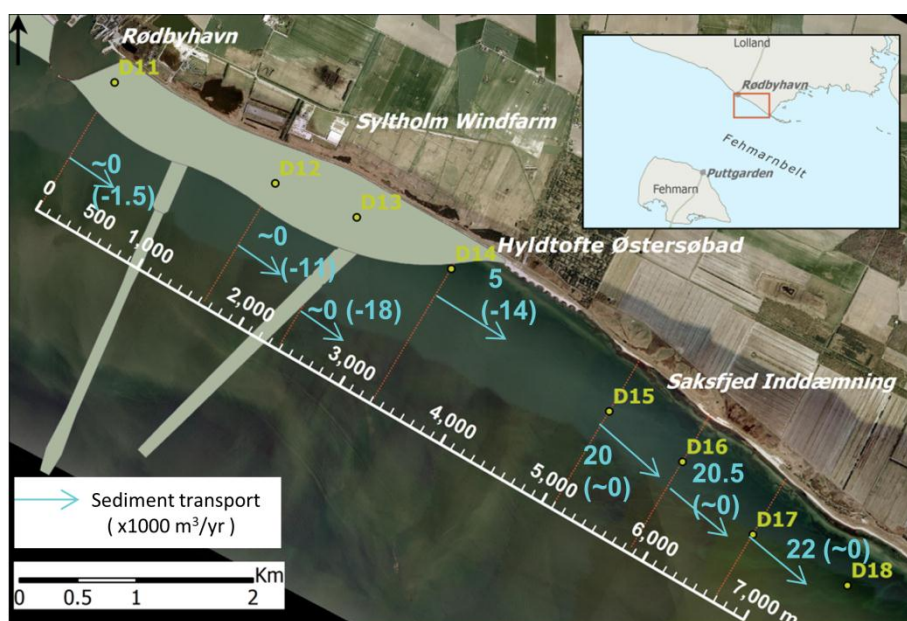 Rødbyhavn
D11
Syltholm Windfarm
D12
D13
Hyldtofte Østersøbad
D14
Saksfjed Inddæmning
D15
D16
D17
D18
~0
(-1.5)
~0
(-11)
~0 (-18)
5
(-14)
20
(~0)
20.5
(~0)
22 (~0)
0
500
1,000
2,000
3,000
4,000
5,000
6,000
7,000 m
Lolland
Rødbyhavn
Fehmarnbelt
Puttgarden
Fehmarn
Sediment transport
( x1000 m³/yr )
Km
0 0.5 1 2